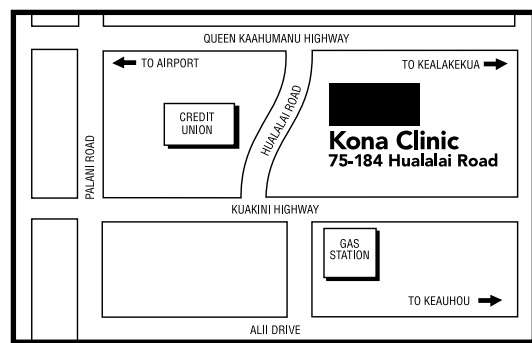 QUEEN KAAHUMANU HIGHWAY
TO AIRPORT
TO KEALAKEKUA
CREDIT
UNION
HUALALAI ROAD
Kona Clinic
75-184 Hualalai Road
PALANI ROAD
KUAKINI HIGHWAY
GAS
STATION
TO KEAUHOU
ALII DRIVE